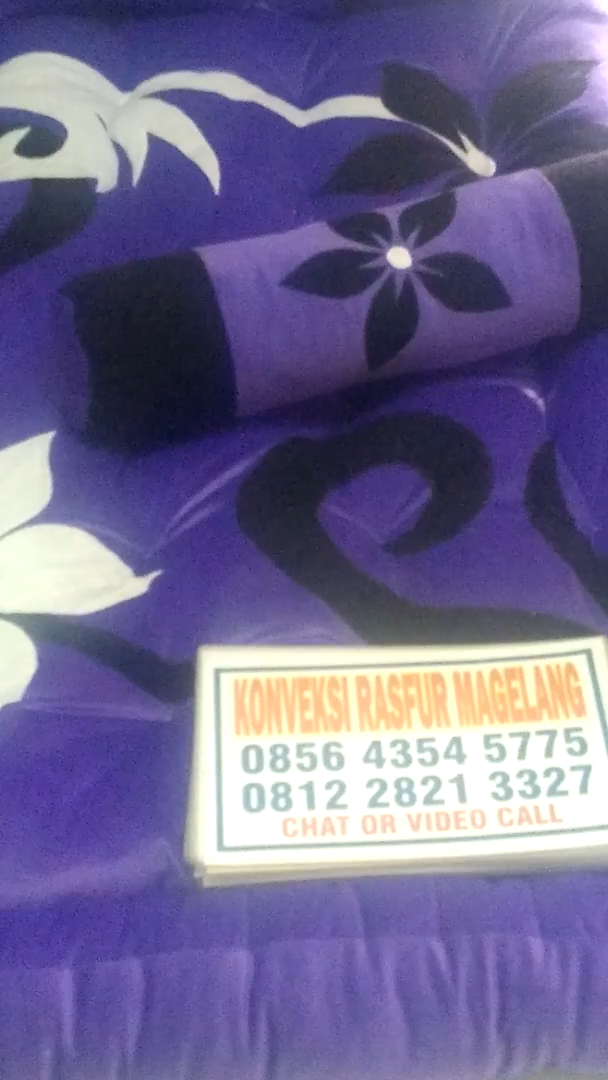 KONVEKSI RASFUR MAGELANG
0856 4354 5775
0812 2821 3327
CHAT OR VIDEO CALL